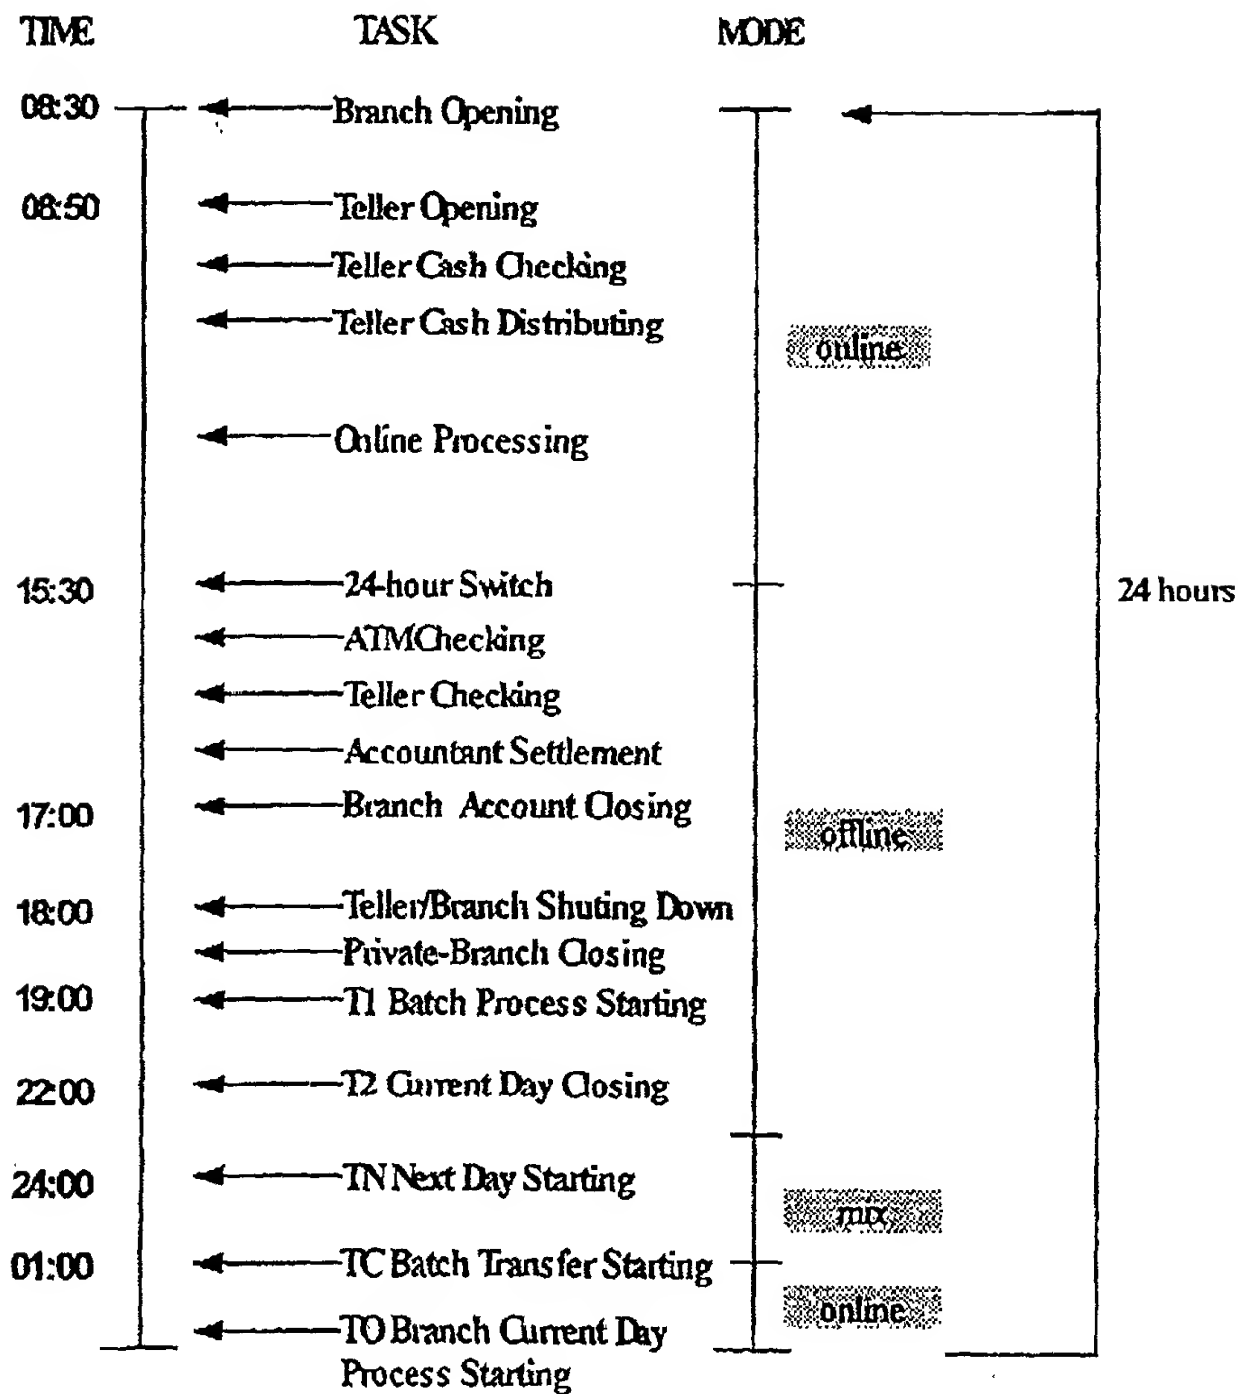 TIME TASK MODE
08:30 Branch Opening
08:50 Teller Opening
Teller Cash Checking
Teller Cash Distributing
online
Online Processing
15:30 24-hour Switch 24 hours
ATM Checking
Teller Checking
Accountant Settlement
17:00 Branch Account Closing
offline
18:00 Teller/Branch Shuting Down
Private-Branch Closing
19:00 T1 Batch Process Starting
22:00 T2 Current Day Closing
24:00 TN Next Day Starting
mix
01:00 TC Batch Transfer Starting
online
TO Branch Current Day
Process Starting